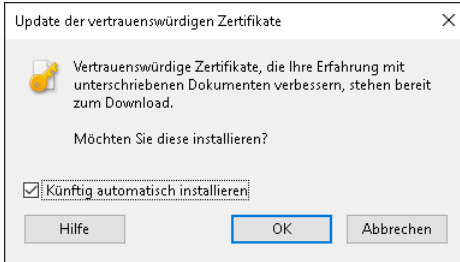 Update der vertrauenswürdigen Zertifikate
Vertrauenswürdige Zertifikate, die Ihre Erfahrung mit
unterschriebenen Dokumenten verbessern, stehen bereit
zum Download.
Möchten Sie diese installieren?
Künftig automatisch installieren
Hilfe
OK
Abbrechen